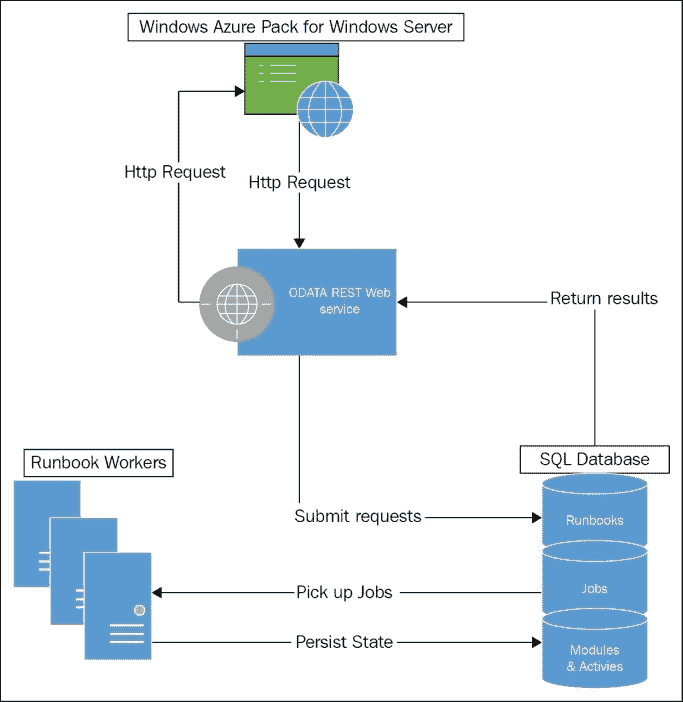 Windows Azure Pack for Windows Server
Http Request
Http Request
ODATA REST Web
service
Return results
Runbook Workers
SQL Database
Submit requests
Runbooks
Pick up Jobs
Jobs
Persist State
Modules
& Activies